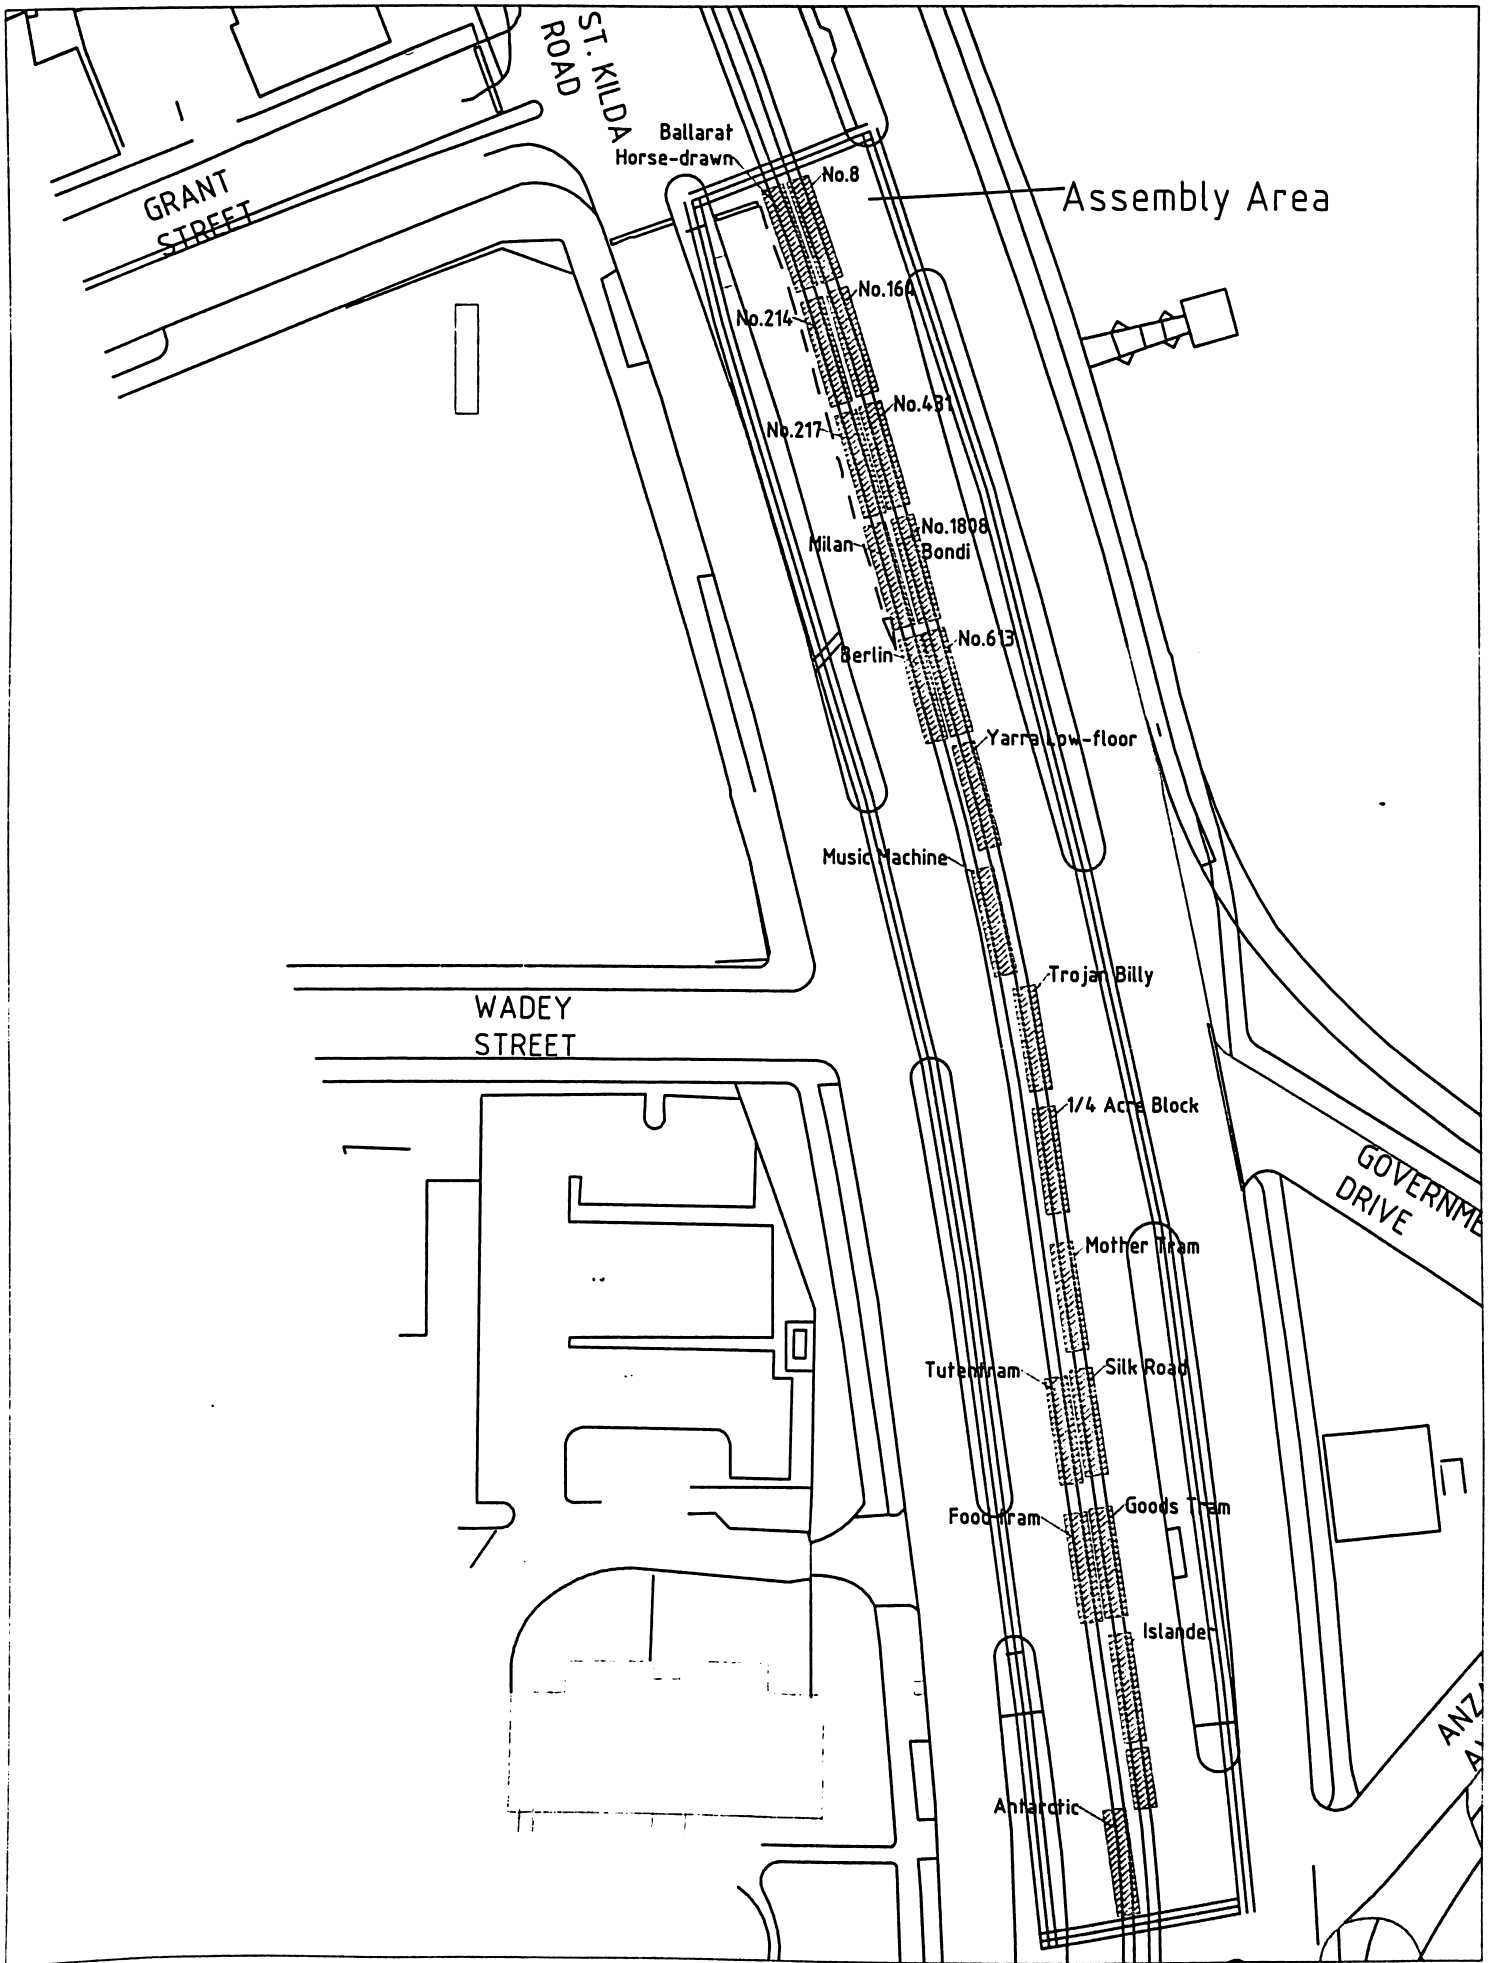 ST. KILDA
ROAD
GRANT
STREET
Ballarat
Horse-drawn
No.8
Assembly Area
No.164
No.214
No.431
No.217
No.1808
Bondi
Milan
No.613
Berlin
Yarra Low-floor
Music Machine
Trojan Billy
WADEY
STREET
1/4 Acre Block
GOVERNME
DRIVE
Mother Tram
Tutentram
Silk Road
Goods Tram
Food tram
Islander
ANZA
Antarctic